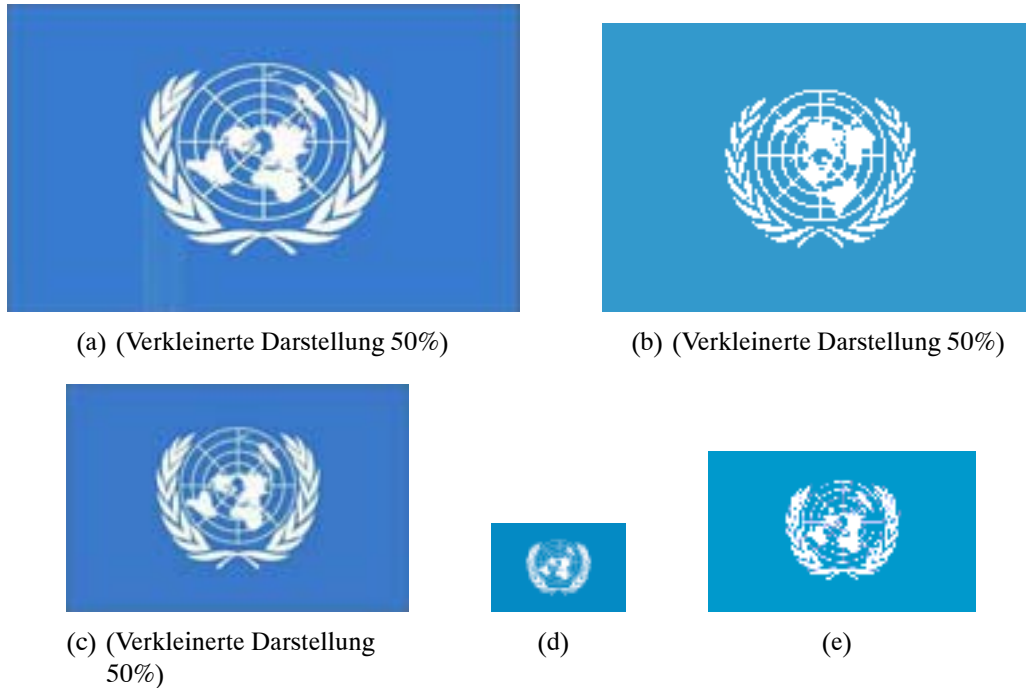 (a) (Verkleinerte Darstellung 50%)
(b) (Verkleinerte Darstellung 50%)
(c) (Verkleinerte Darstellung
50%)
(d)
(e)